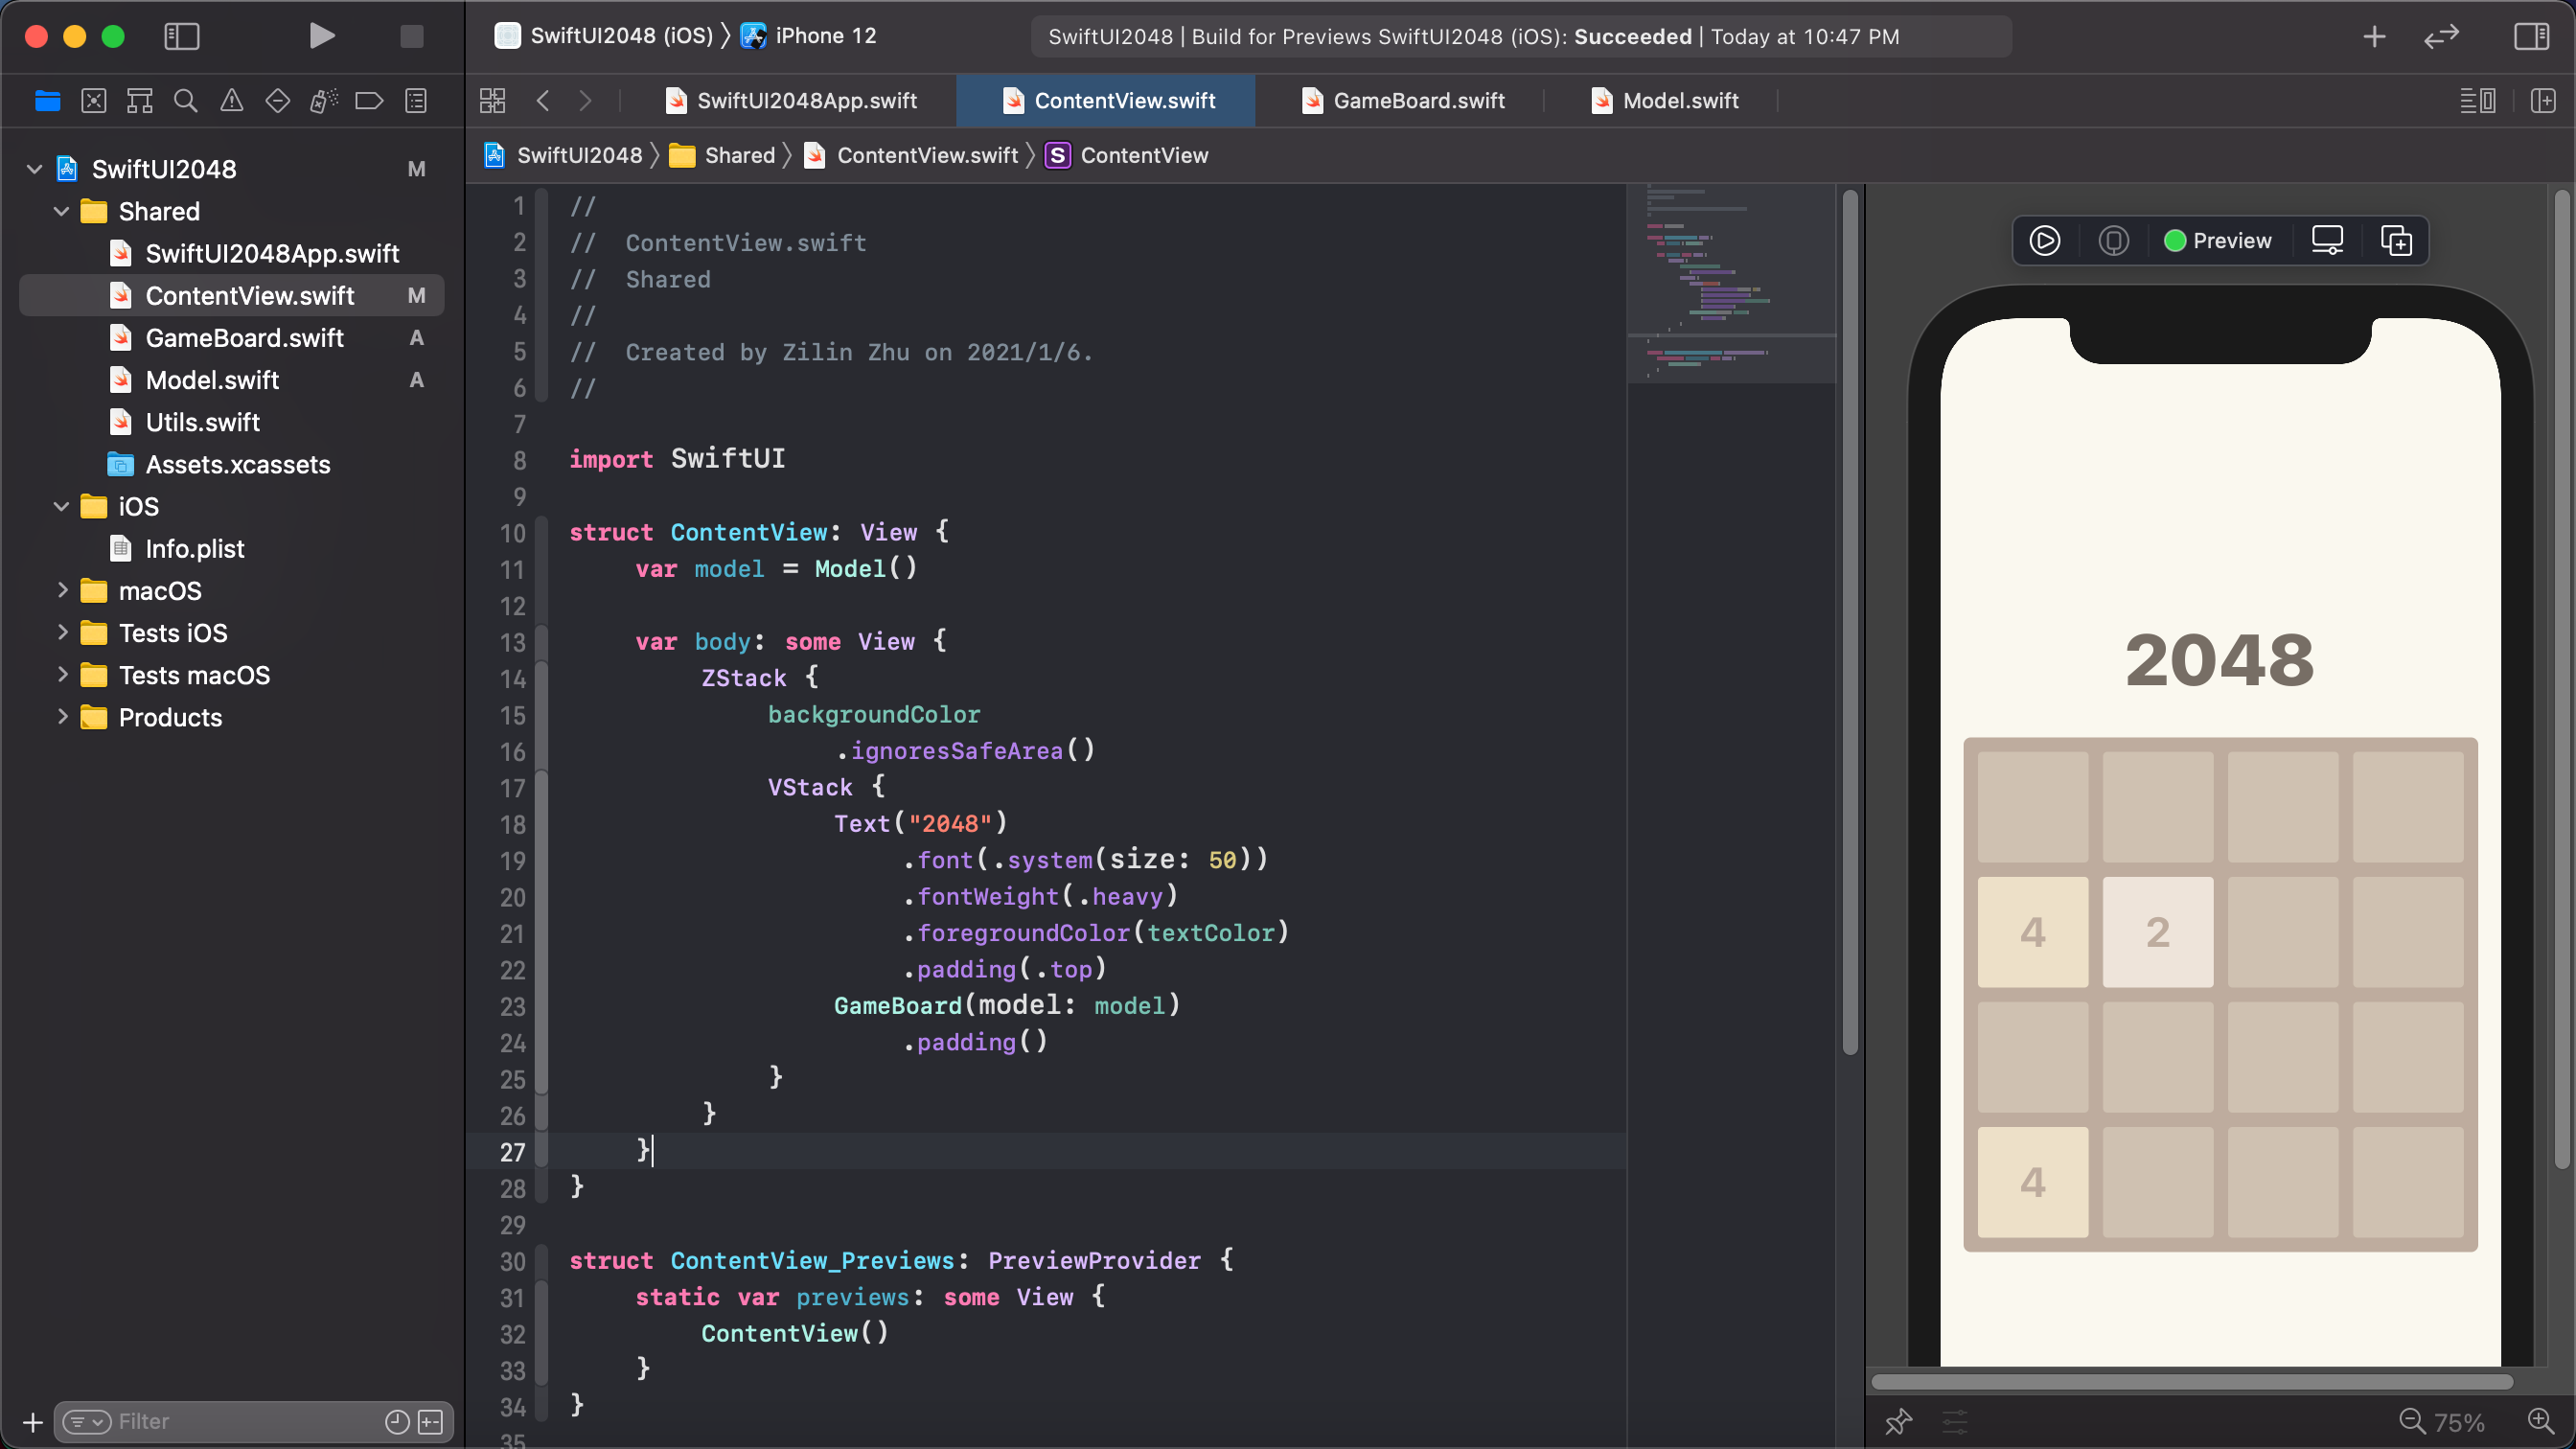 SwiftUI2048 (iOS) 〉 iPhone 12
SwiftUI2048 | Build for Previews SwiftUI2048 (iOS): Succeeded | Today at 10:47 PM
SwiftUI2048App.swift
ContentView.swift
GameBoard.swift
Model.swift
SwiftUI2048 〉 Shared 〉 ContentView.swift 〉 S ContentView
SwiftUI2048 M
Shared
SwiftUI2048App.swift
ContentView.swift M
GameBoard.swift A
Model.swift A
Utils.swift
Assets.xcassets
iOS
Info.plist
macOS
Tests iOS
Tests macOS
Products
Filter
1 //
2 //  ContentView.swift
3 //  Shared
4 //
5 //  Created by Zilin Zhu on 2021/1/6.
6 //
7
8 import SwiftUI
9
10 struct ContentView: View {
11     var model = Model()
12
13     var body: some View {
14         ZStack {
15             backgroundColor
16                 .ignoresSafeArea()
17             VStack {
18                 Text("2048")
19                     .font(.system(size: 50))
20                     .fontWeight(.heavy)
21                     .foregroundColor(textColor)
22                     .padding(.top)
23                 GameBoard(model: model)
24                     .padding()
25             }
26         }
27     }
28 }
29
30 struct ContentView_Previews: PreviewProvider {
31     static var previews: some View {
32         ContentView()
33     }
34 }
35
Preview
2048
4 2
4
75%